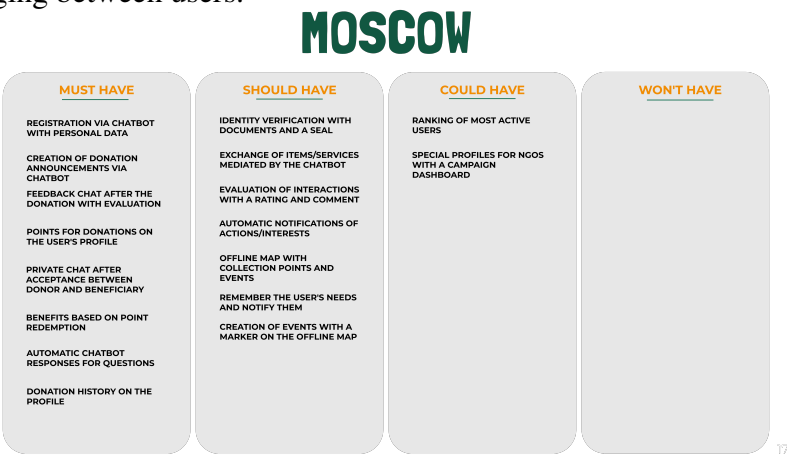 between users.
MOSCOW
MUST HAVE
REGISTRATION VIA CHATBOT
WITH PERSONAL DATA
CREATION OF DONATION
ANNOUNCEMENTS VIA
CHATBOT
FEEDBACK CHAT AFTER THE
DONATION WITH EVALUATION
POINTS FOR DONATIONS ON
THE USER'S PROFILE
PRIVATE CHAT AFTER
ACCEPTANCE BETWEEN
DONOR AND BENEFICIARY
BENEFITS BASED ON POINT
REDEMPTION
AUTOMATIC CHATBOT
RESPONSES FOR QUESTIONS
DONATION HISTORY ON THE
PROFILE
SHOULD HAVE
IDENTITY VERIFICATION WITH
DOCUMENTS AND A SEAL
EXCHANGE OF ITEMS/SERVICES
MEDIATED BY THE CHATBOT
EVALUATION OF INTERACTIONS
WITH A RATING AND COMMENT
AUTOMATIC NOTIFICATIONS OF
ACTIONS/INTERESTS
OFFLINE MAP WITH
COLLECTION POINTS AND
EVENTS
REMEMBER THE USER'S NEEDS
AND NOTIFY THEM
CREATION OF EVENTS WITH A
MARKER ON THE OFFLINE MAP
COULD HAVE
RANKING OF MOST ACTIVE
USERS
SPECIAL PROFILES FOR NGOS
WITH A CAMPAIGN
DASHBOARD
WON'T HAVE